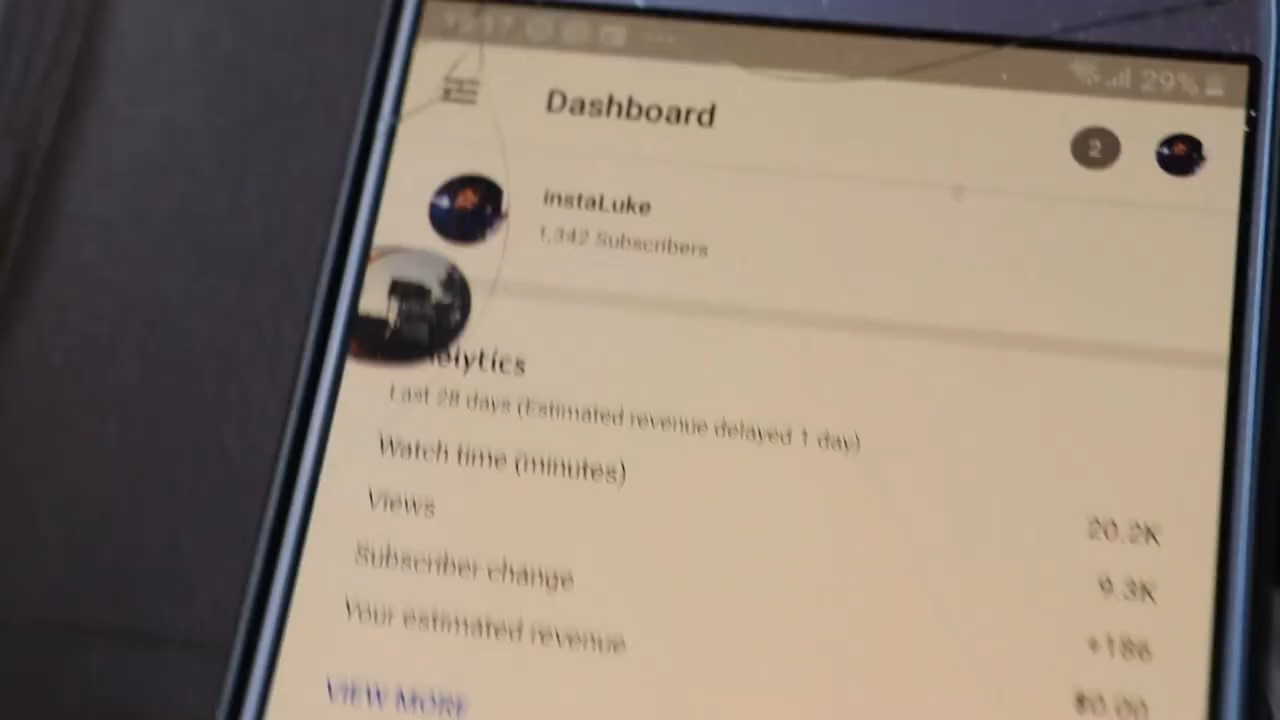 29%
Dashboard
2
instaLuke
1,342 Subscribers
Last 28 days (Estimated revenue delayed 1 day)
Watch time (minutes)
20.2K
Views
9.3K
Subscriber change
+186
Your estimated revenue
VIEW MORE